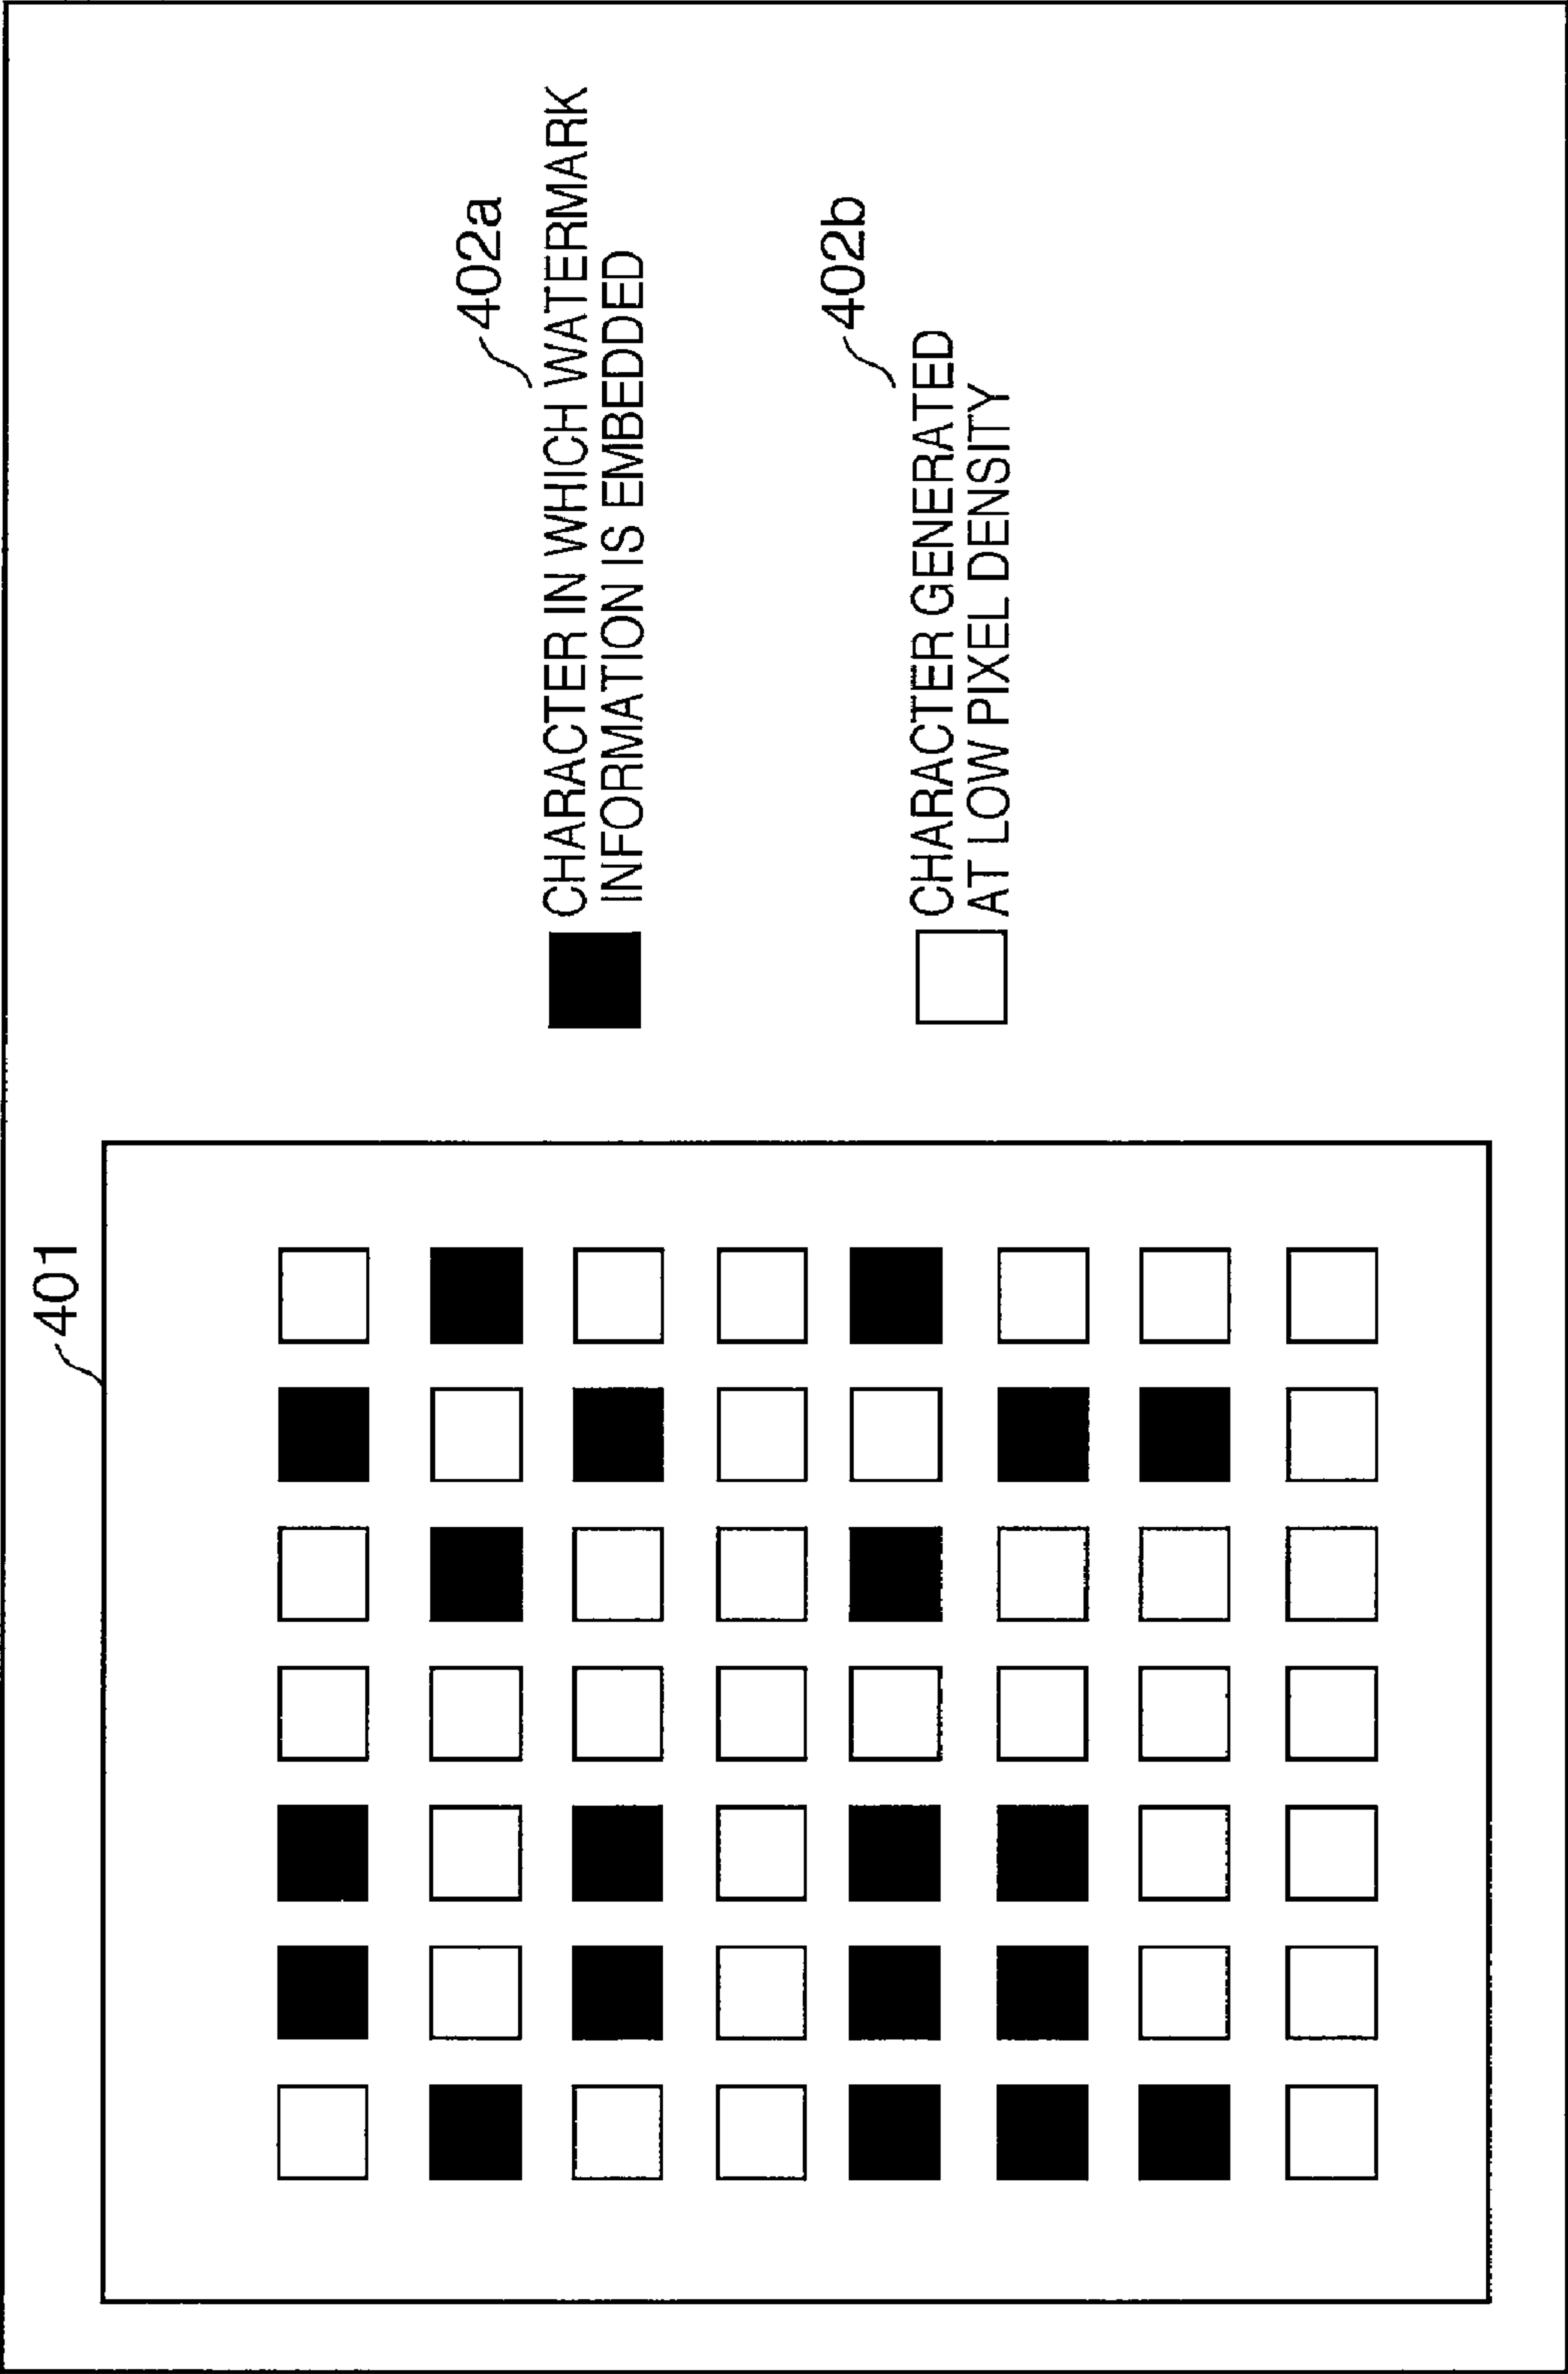 401
402a
CHARACTER IN WHICH WATERMARK
INFORMATION IS EMBEDDED
402b
CHARACTER GENERATED
AT LOW PIXEL DENSITY